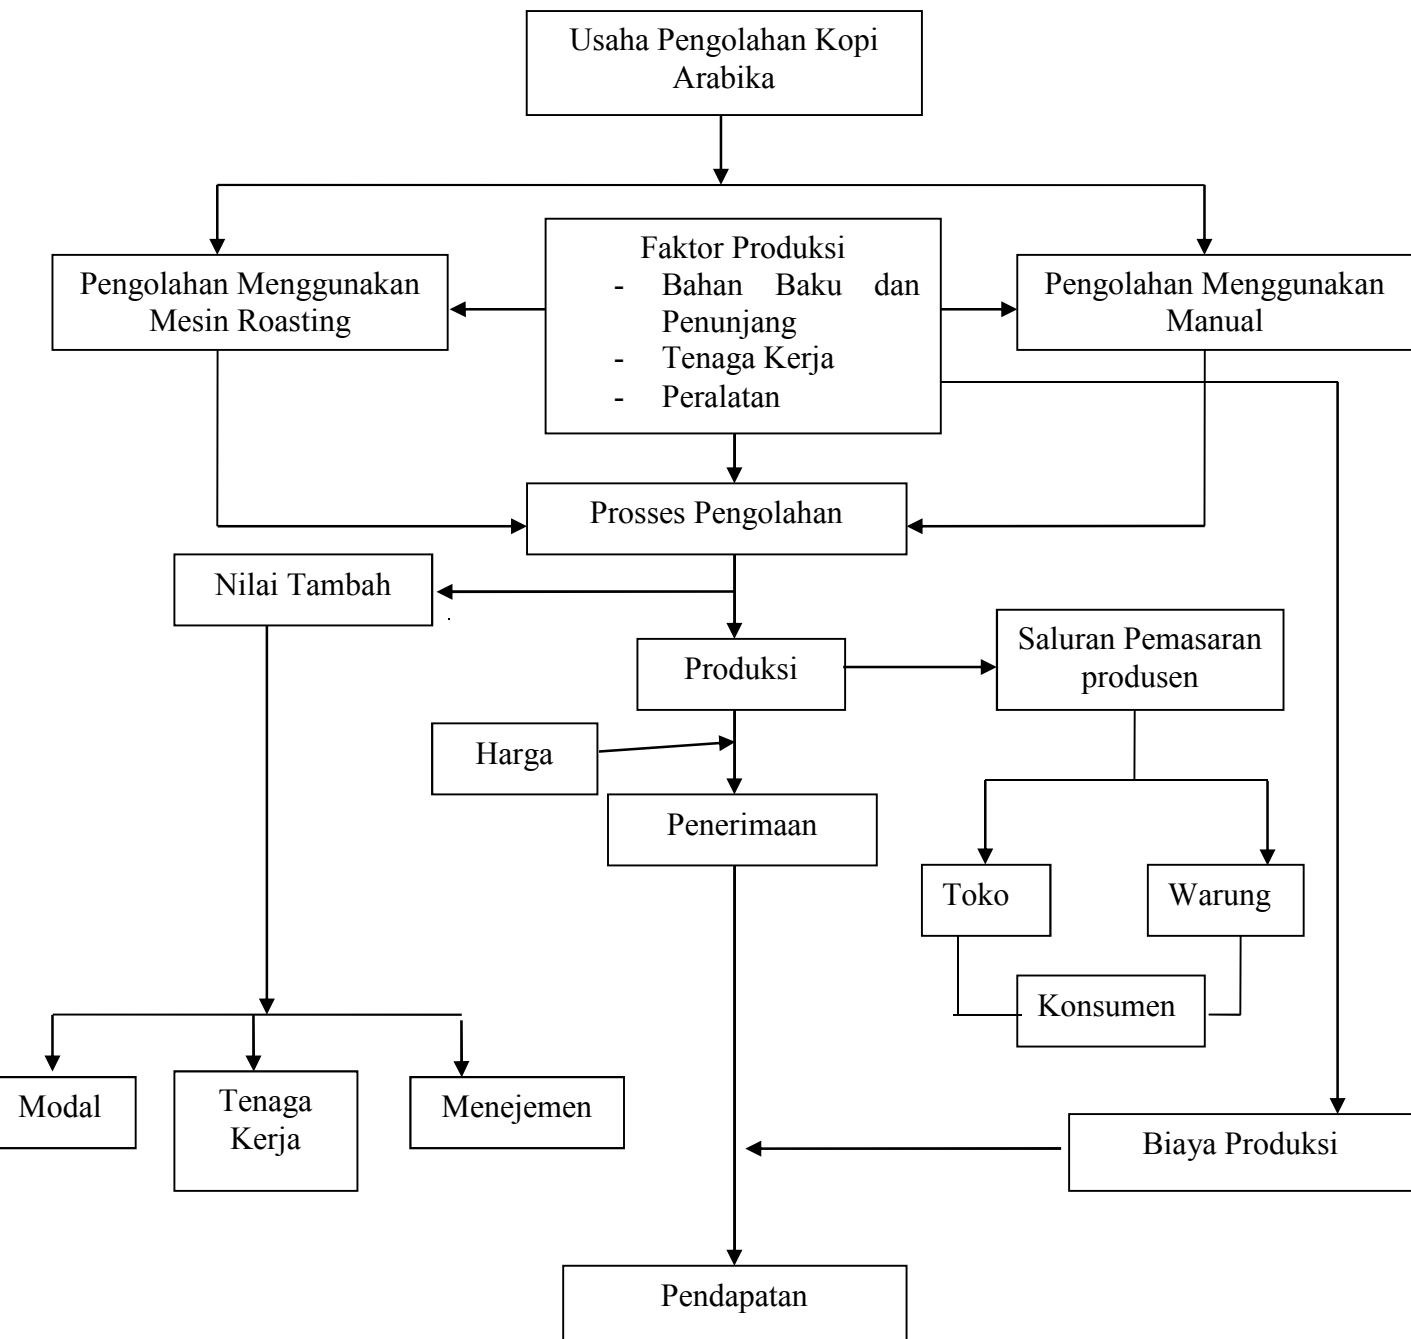 Usaha Pengolahan Kopi
Arabika
Pengolahan Menggunakan
Mesin Roasting
Faktor Produksi
- Bahan Baku dan
Penunjang
- Tenaga Kerja
- Peralatan
Pengolahan Menggunakan
Manual
Prosses Pengolahan
Nilai Tambah
Produksi
Saluran Pemasaran
produsen
Harga
Penerimaan
Toko
Warung
Konsumen
Modal
Tenaga
Kerja
Menejemen
Biaya Produksi
Pendapatan